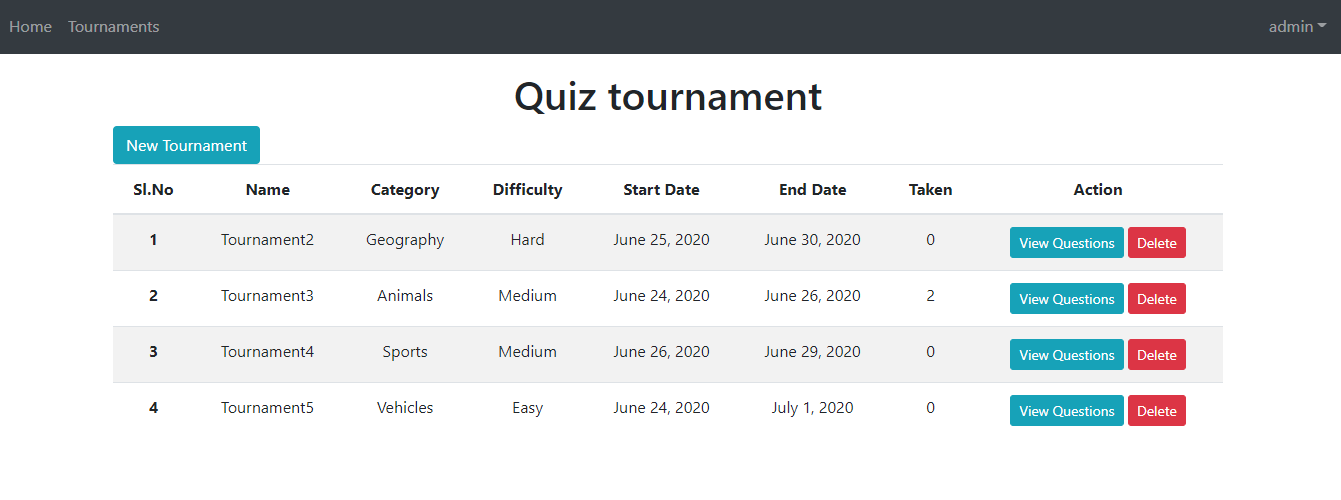 Home Tournaments admin
Quiz tournament
New Tournament
Sl.No Name Category Difficulty Start Date End Date Taken Action
1 Tournament2 Geography Hard June 25, 2020 June 30, 2020 0 View Questions Delete
2 Tournament3 Animals Medium June 24, 2020 June 26, 2020 2 View Questions Delete
3 Tournament4 Sports Medium June 26, 2020 June 29, 2020 0 View Questions Delete
4 Tournament5 Vehicles Easy June 24, 2020 July 1, 2020 0 View Questions Delete